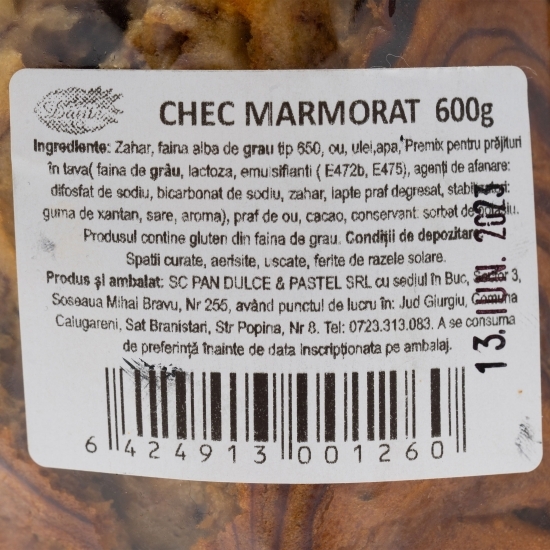 CHEC MARMORAT 600g
Ingrediente: Zahar, faina alba de grau tip 650, ou, ulei,apa, Premix pentru prăjituri
în tava( faina de grâu, lactoza, emulsifianti ( E472b, E475), agenți de afanare:
difosfat de sodiu, bicarbonat de sodiu, zahar, lapte praf degresat,
guma de xantan, sare, aroma), praf de ou, cacao, conservant: sorbat de potasiu.
Produsul contine gluten din faina de grau. Condiții de depozitare:
Spatii curate, aerisite, uscate, ferite de razele solare.
Produs și ambalat: SC PAN DULCE & PASTEL SRL cu sediul în Buc, Sector 3,
Soseaua Mihai Bravu, Nr 255, având punctul de lucru în: Jud Giurgiu, Comuna
Calugareni, Sat Branistari, Str Popina, Nr 8. Tel: 0723.313.083. A se consuma
de preferință înainte de data inscripționata pe ambalaj.
13. IUN. 2023
6 424913 001260